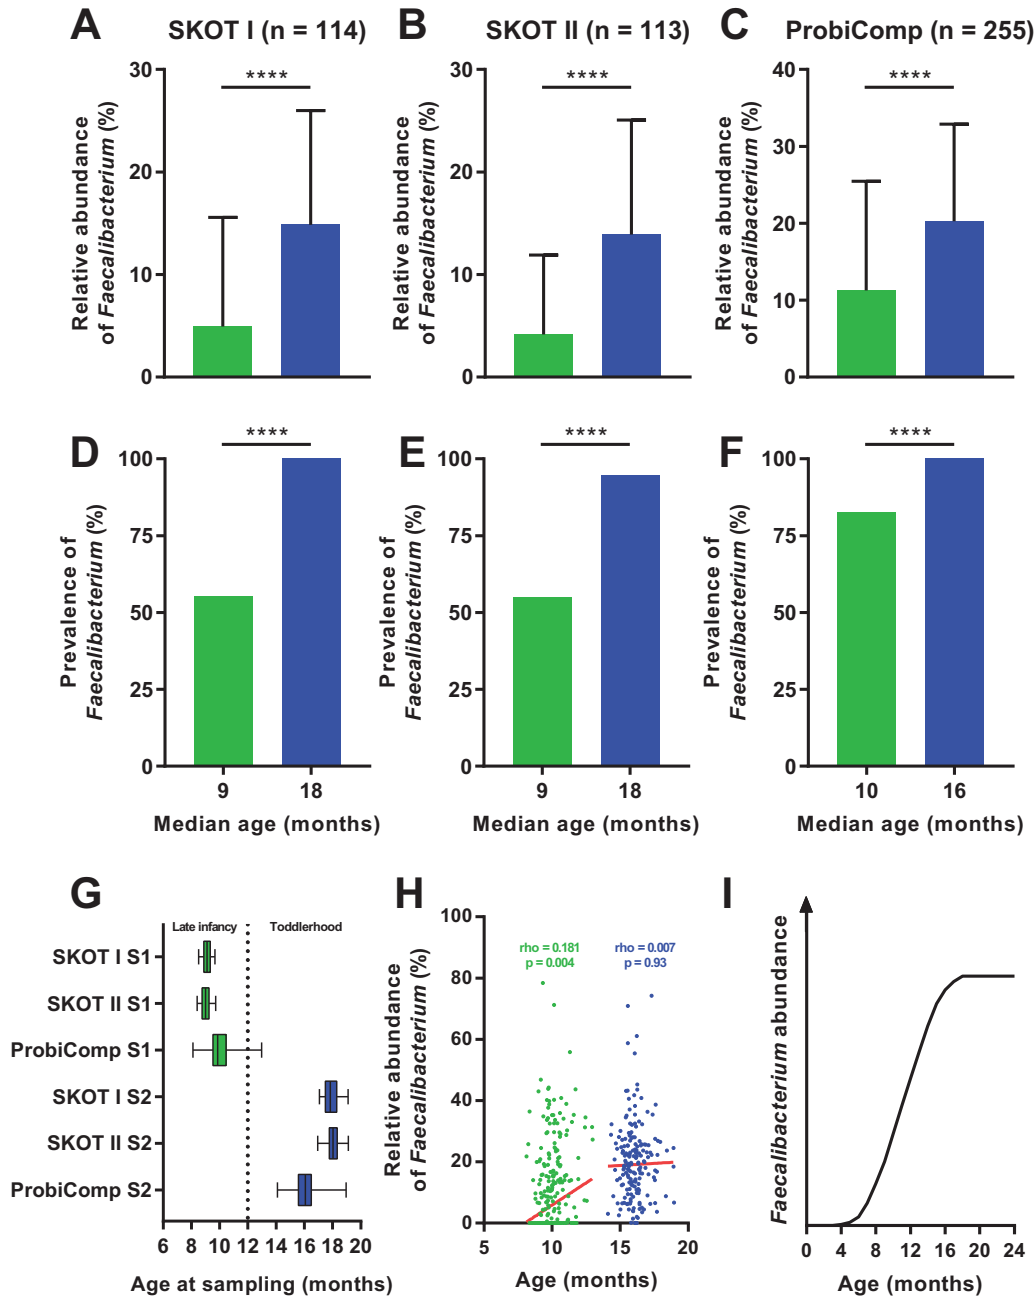 A SKOT I (n = 114)
B SKOT II (n = 113)
C ProbiComp (n = 255)
Relative abundance
of Faecalibacterium (%)
30
20
10
0
****
Relative abundance
of Faecalibacterium (%)
30
20
10
0
****
Relative abundance
of Faecalibacterium (%)
40
30
20
10
0
****
D
Prevalence of
Faecalibacterium (%)
100
75
50
25
0
****
9 18
Median age (months)
E
Prevalence of
Faecalibacterium (%)
100
75
50
25
0
****
9 18
Median age (months)
F
Prevalence of
Faecalibacterium (%)
100
75
50
25
0
****
10 16
Median age (months)
G
Late infancy Toddlerhood
SKOT I S1
SKOT II S1
ProbiComp S1
SKOT I S2
SKOT II S2
ProbiComp S2
6 8 10 12 14 16 18 20
Age at sampling (months)
H
Relative abundance
of Faecalibacterium (%)
100
80
60
40
20
0
rho = 0.181
p = 0.004
rho = 0.007
p = 0.93
5 10 15 20
Age (months)
I
Faecalibacterium abundance
0 4 8 12 16 20 24
Age (months)